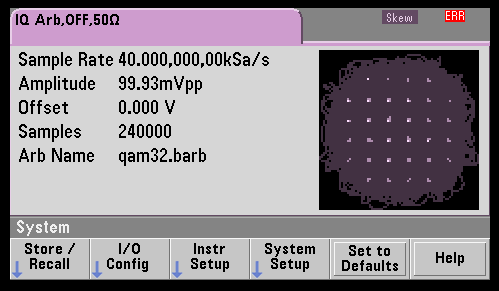 IQ Arb,OFF,50Ω
Skew
ERR
Sample Rate 40.000,000,00kSa/s
Amplitude 99.93mVpp
Offset 0.000 V
Samples 240000
Arb Name qam32.barb
System
Store / Recall
I/O Config
Instr Setup
System Setup
Set to Defaults
Help